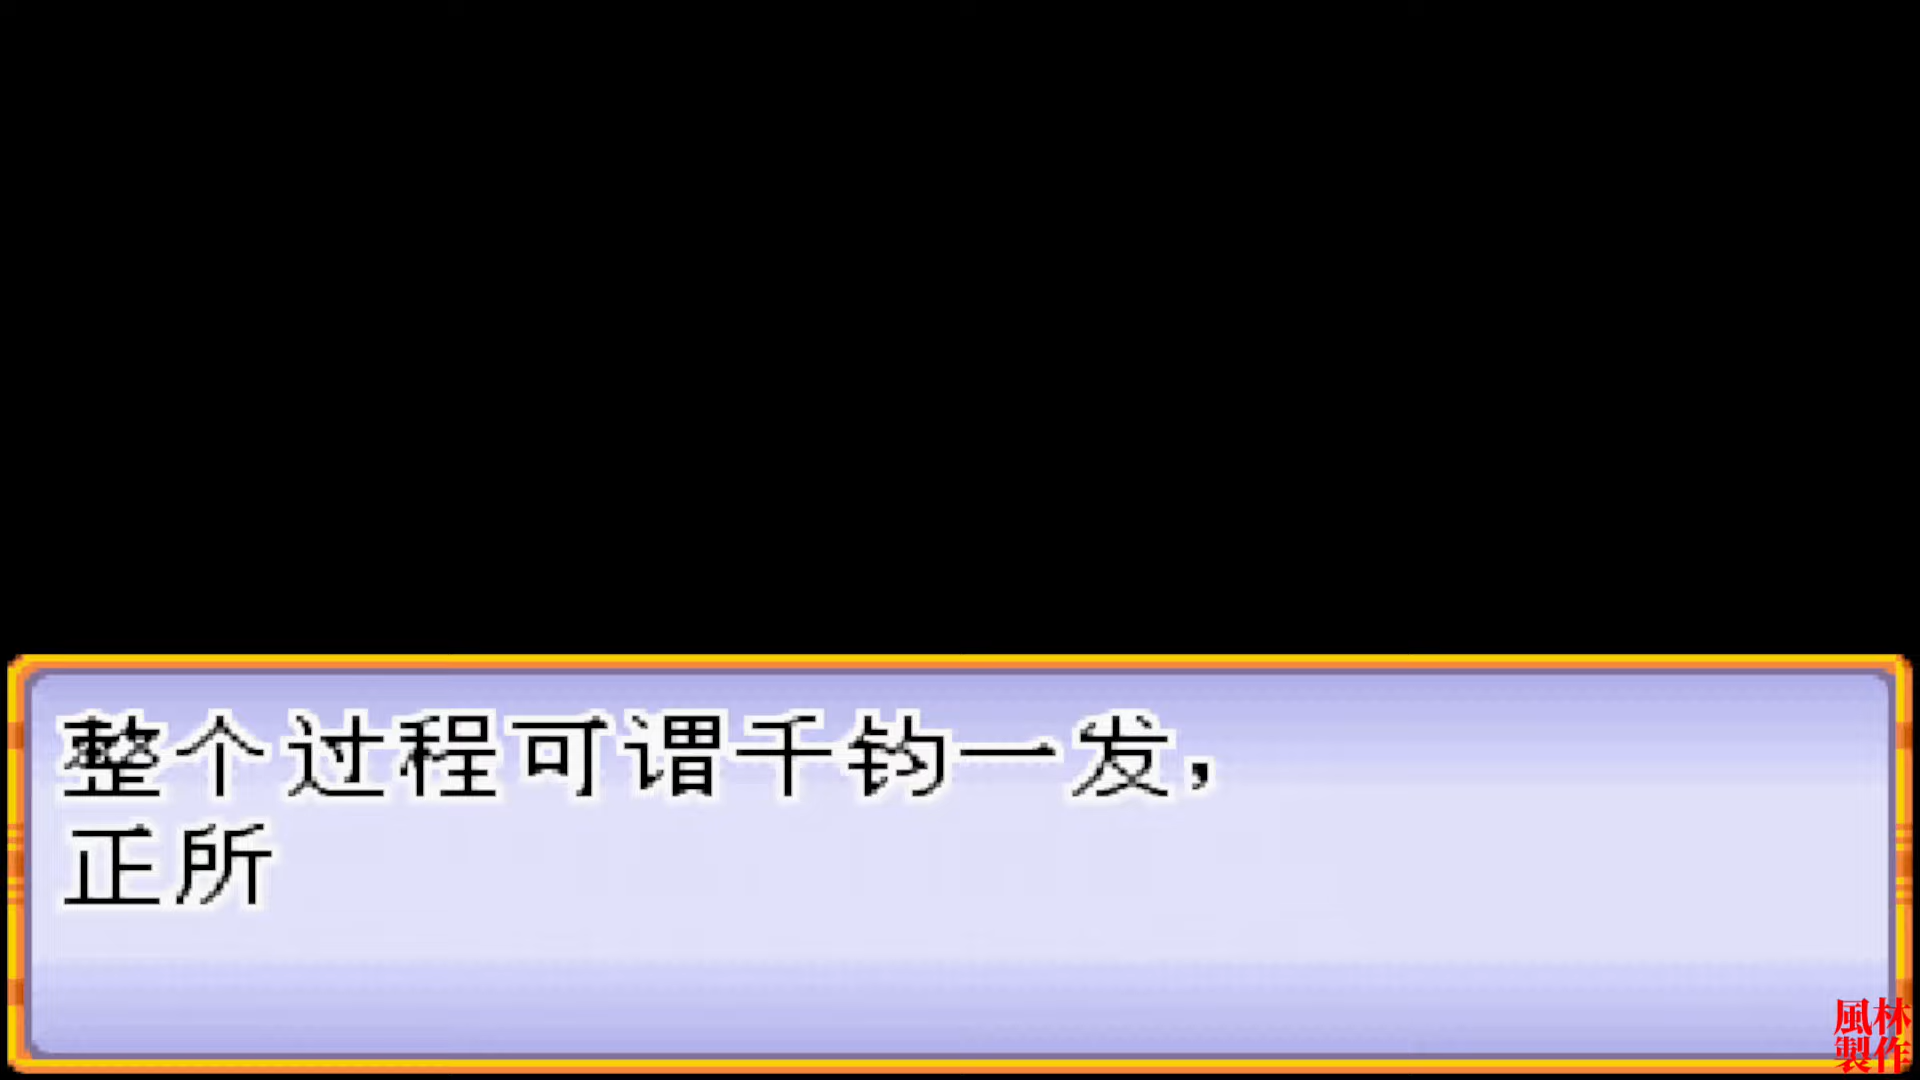 整个过程可谓千钧一发，
正所
風林
製作